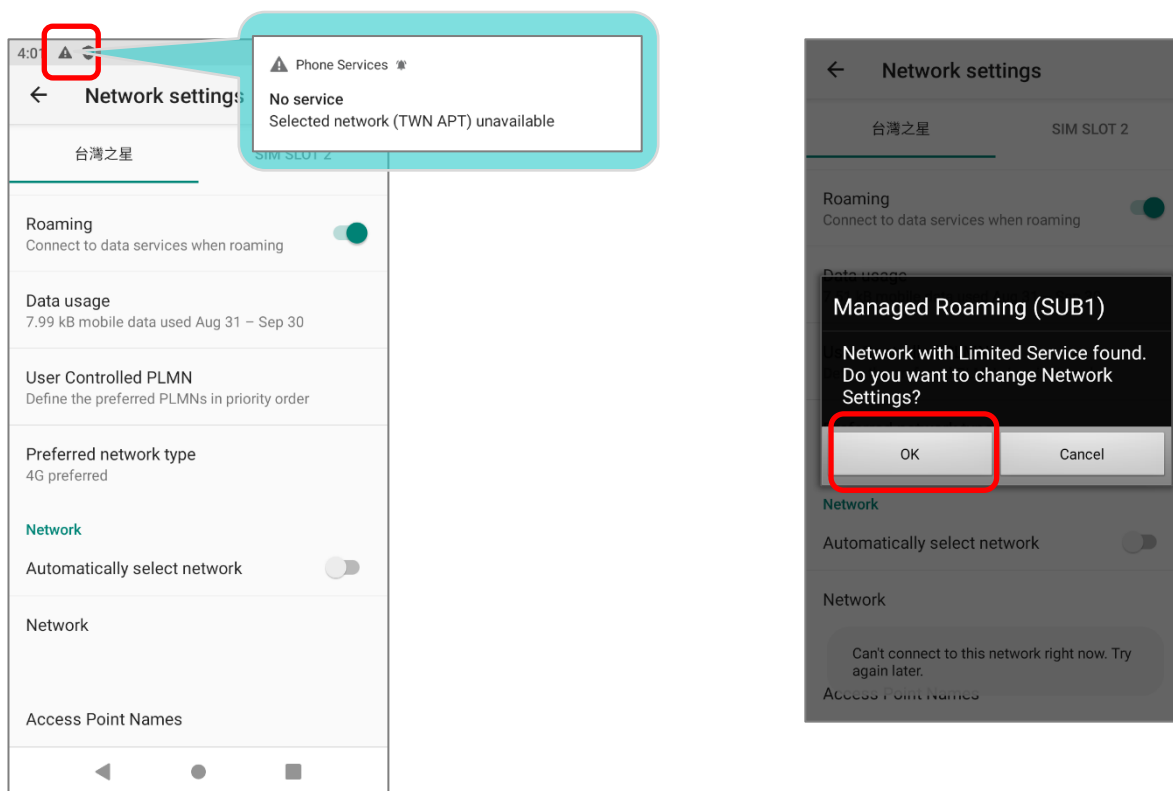 4:01
Phone Services
No service
Selected network (TWN APT) unavailable
Network settings
台灣之星
SIM SLOT 2
Roaming
Connect to data services when roaming
Data usage
7.99 kB mobile data used Aug 31 – Sep 30
User Controlled PLMN
Define the preferred PLMNs in priority order
Preferred network type
4G preferred
Network
Automatically select network
Network
Access Point Names
Network settings
台灣之星
SIM SLOT 2
Roaming
Connect to data services when roaming
Data usage
Managed Roaming (SUB1)
Network with Limited Service found.
Do you want to change Network
Settings?
OK
Cancel
Network
Automatically select network
Network
Can't connect to this network right now. Try
again later.
Access Point Names